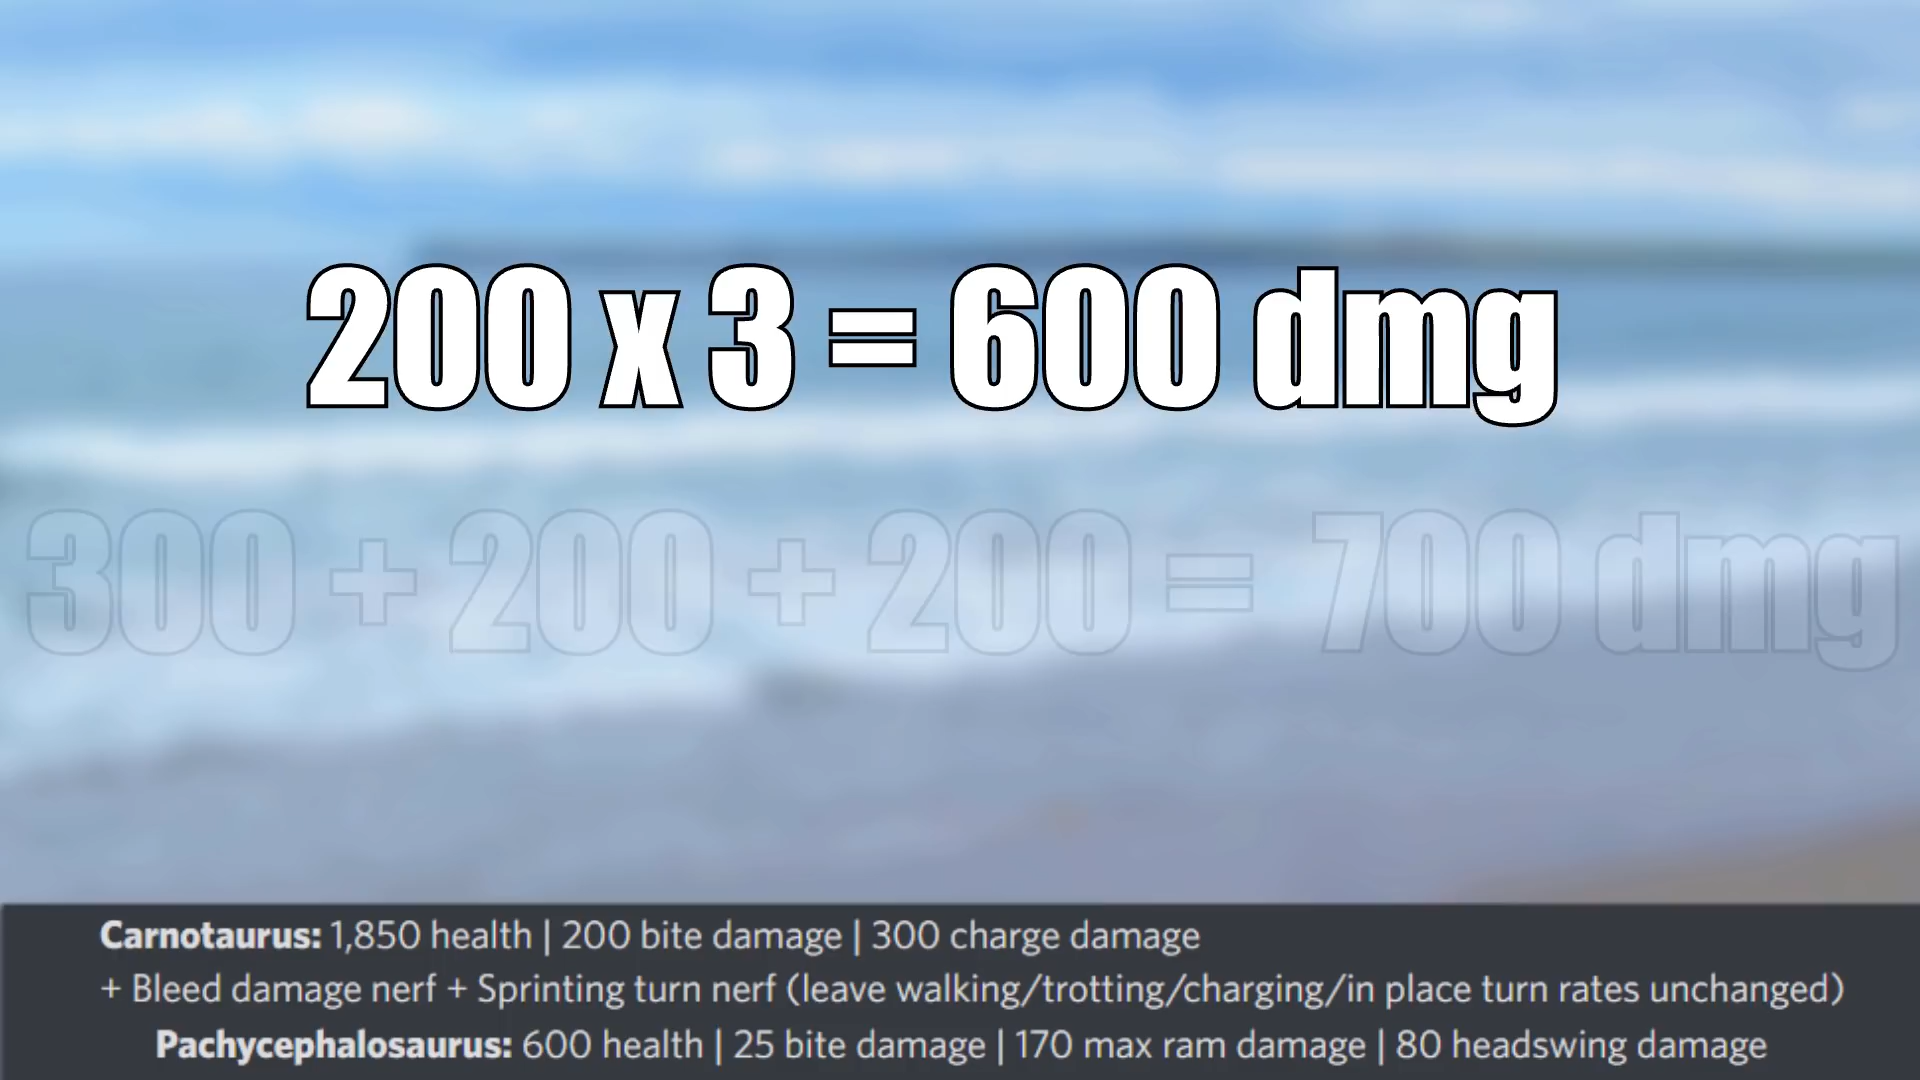 200 x 3 = 600 dmg
300 + 200 + 200 = 700 dmg
Carnotaurus: 1,850 health | 200 bite damage | 300 charge damage
+ Bleed damage nerf + Sprinting turn nerf (leave walking/trotting/charging/in place turn rates unchanged)
Pachycephalosaurus: 600 health | 25 bite damage | 170 max ram damage | 80 headswing damage